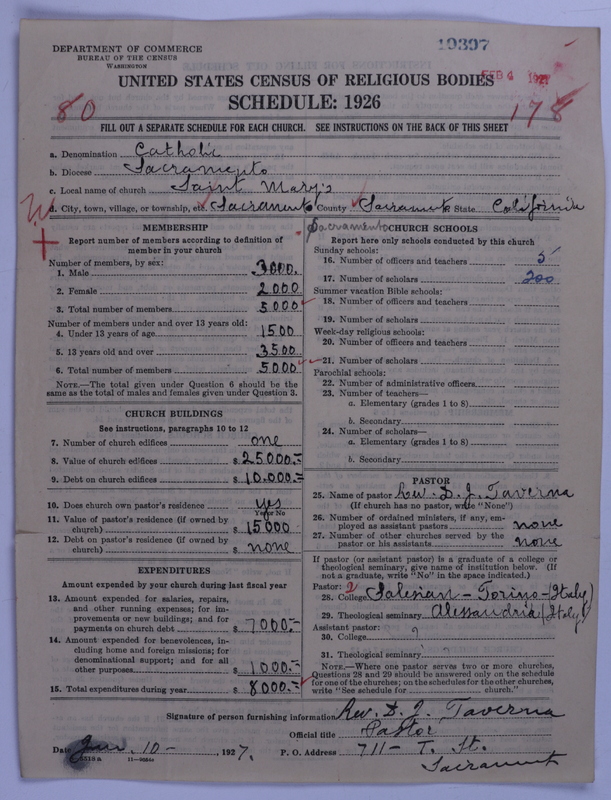 19397
DEPARTMENT OF COMMERCE
BUREAU OF THE CENSUS
WASHINGTON
FEB 4 1927
UNITED STATES CENSUS OF RELIGIOUS BODIES
SCHEDULE: 1926
80
178
FILL OUT A SEPARATE SCHEDULE FOR EACH CHURCH. SEE INSTRUCTIONS ON THE BACK OF THIS SHEET
a. Denomination Catholic
b. Diocese Sacramento
c. Local name of church Saint Mary's
d. City, town, village, or township, etc. Sacramento County Sacramento State California
Sacramento
MEMBERSHIP
Report number of members according to definition of
member in your church
Number of members, by sex:
1. Male 3000.
2. Female 2000
3. Total number of members 5000
Number of members under and over 13 years old:
4. Under 13 years of age 1500
5. 13 years old and over 3500
6. Total number of members 5000
NOTE.—The total given under Question 6 should be the
same as the total of males and females given under Question 3.
CHURCH BUILDINGS
See instructions, paragraphs 10 to 12
7. Number of church edifices one
8. Value of church edifices $ 25000.=
9. Debt on church edifices $ 10.000.=
10. Does church own pastor's residence yes
Yes or No
11. Value of pastor's residence (if owned by
church) $ 15000
12. Debt on pastor's residence (if owned by
church) $ none
EXPENDITURES
Amount expended by your church during last fiscal year
13. Amount expended for salaries, repairs,
and other running expenses; for im-
provements or new buildings; and for
payments on church debt $ 7000.=
14. Amount expended for benevolences, in-
cluding home and foreign missions; for
denominational support; and for all
other purposes $ 1000.=
15. Total expenditures during year $ 8000.=
CHURCH SCHOOLS
Report here only schools conducted by this church
Sunday schools:
16. Number of officers and teachers 5
17. Number of scholars 200
Summer vacation Bible schools:
18. Number of officers and teachers
19. Number of scholars
Week-day religious schools:
20. Number of officers and teachers
21. Number of scholars
Parochial schools:
22. Number of administrative officers
23. Number of teachers—
a. Elementary (grades 1 to 8)
b. Secondary
24. Number of scholars—
a. Elementary (grades 1 to 8)
b. Secondary
PASTOR
25. Name of pastor Rev. D. J. Taverna
(If church has no pastor, write "None")
26. Number of ordained ministers, if any, em-
ployed as assistant pastors none
27. Number of other churches served by the
pastor or his assistants none
If pastor (or assistant pastor) is a graduate of a college or
theological seminary, give name of institution below. (If
not a graduate, write "No" in the space indicated.)
Pastor: 2
28. College Salesian - Torino - (Italy)
29. Theological seminary Alessandria (Italy)
Assistant pastor:
30. College ?
31. Theological seminary ?
NOTE.—Where one pastor serves two or more churches,
Questions 28 and 29 should be answered only on the schedule
for one of the churches; on the schedules for the other churches,
write "See schedule for church."
Signature of person furnishing information Rev. D. J. Taverna
Official title Pastor
Date Jan. 10 - , 1927. P. O. Address 711- T. St.
Sacramento